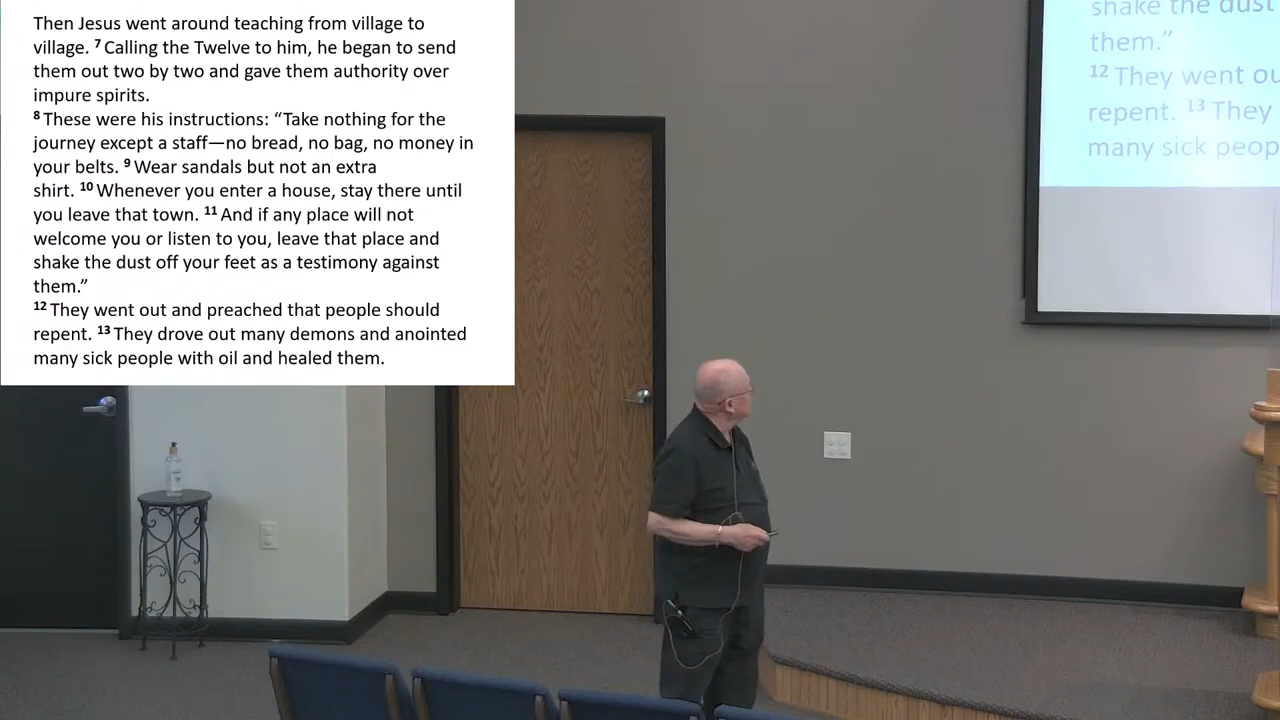 Then Jesus went around teaching from village to
village. 7 Calling the Twelve to him, he began to send
them out two by two and gave them authority over
impure spirits.
8 These were his instructions: “Take nothing for the
journey except a staff—no bread, no bag, no money in
your belts. 9 Wear sandals but not an extra
shirt. 10 Whenever you enter a house, stay there until
you leave that town. 11 And if any place will not
welcome you or listen to you, leave that place and
shake the dust off your feet as a testimony against
them.”
12 They went out and preached that people should
repent. 13 They drove out many demons and anointed
many sick people with oil and healed them.
shake the dust
them.”
12 They went ou
repent. 13 They
many sick peop